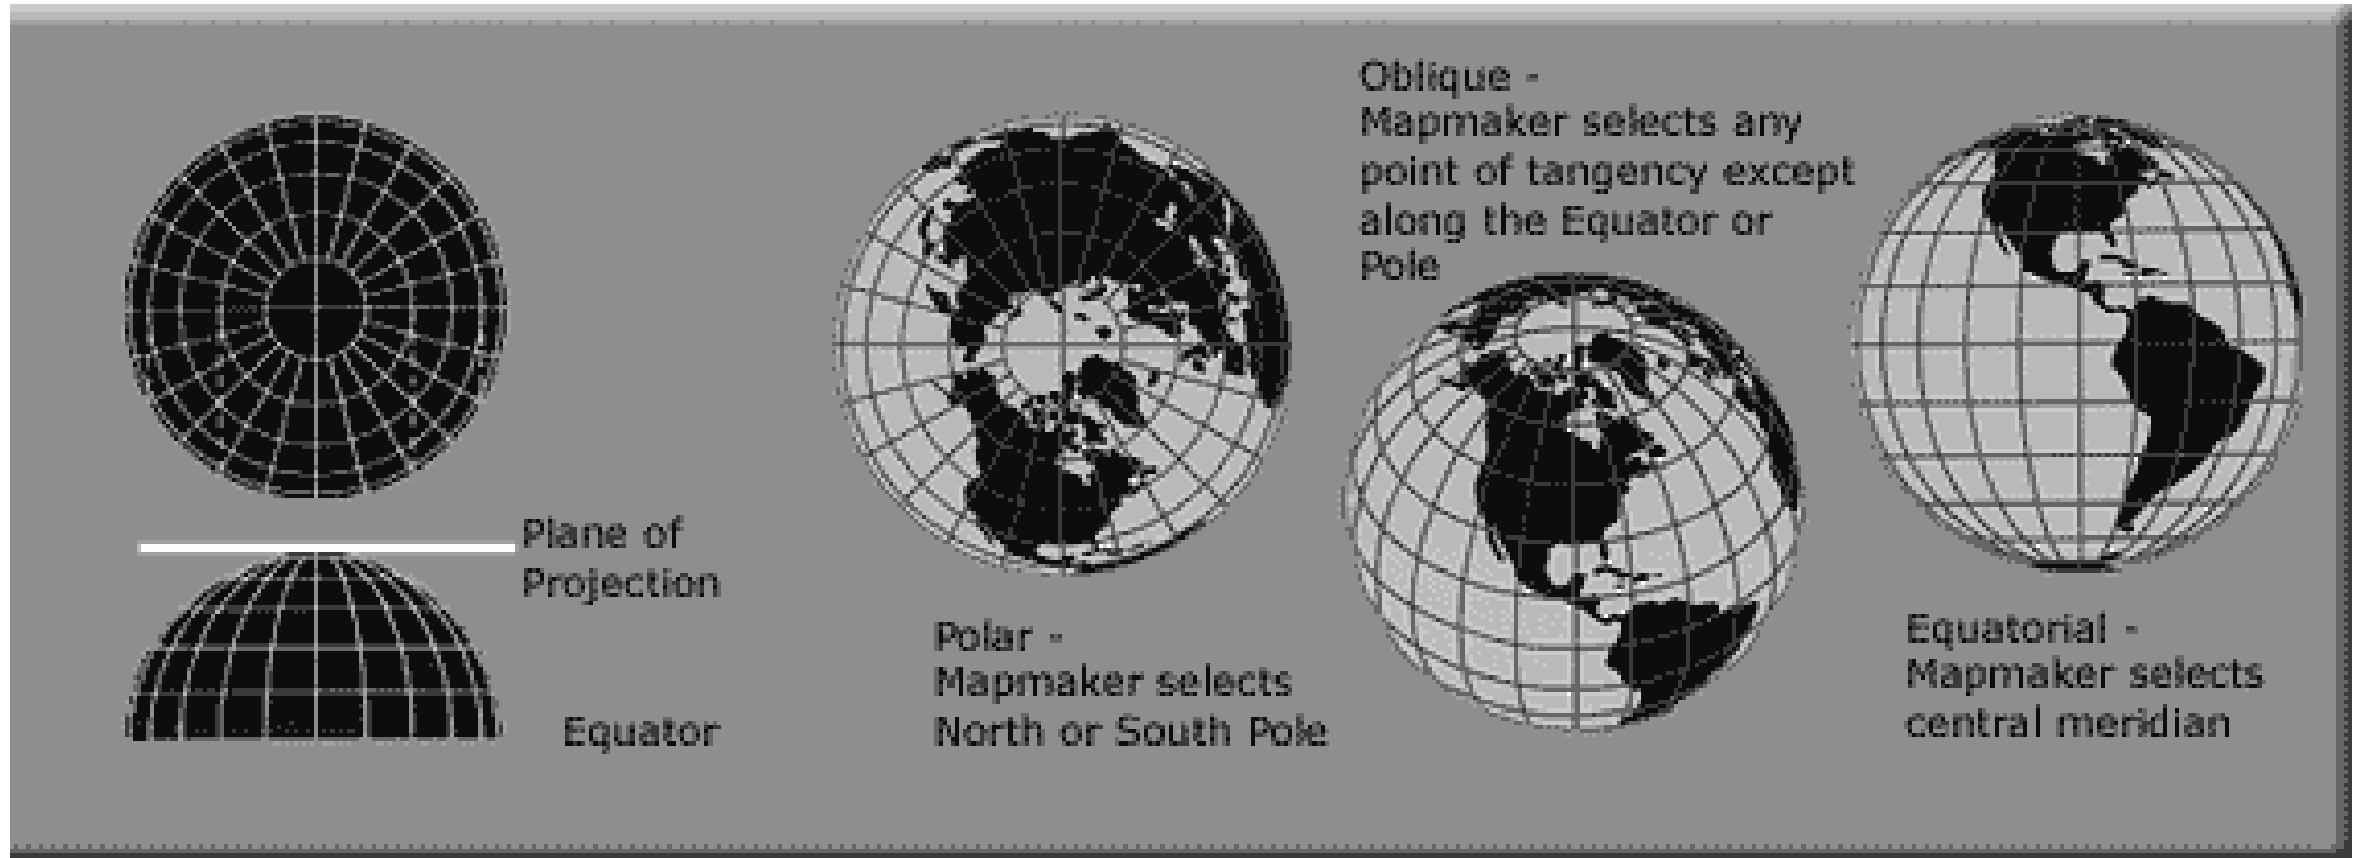 Plane of
Projection
Equator
Polar -
Mapmaker selects
North or South Pole
Oblique -
Mapmaker selects any
point of tangency except
along the Equator or
Pole
Equatorial -
Mapmaker selects
central meridian